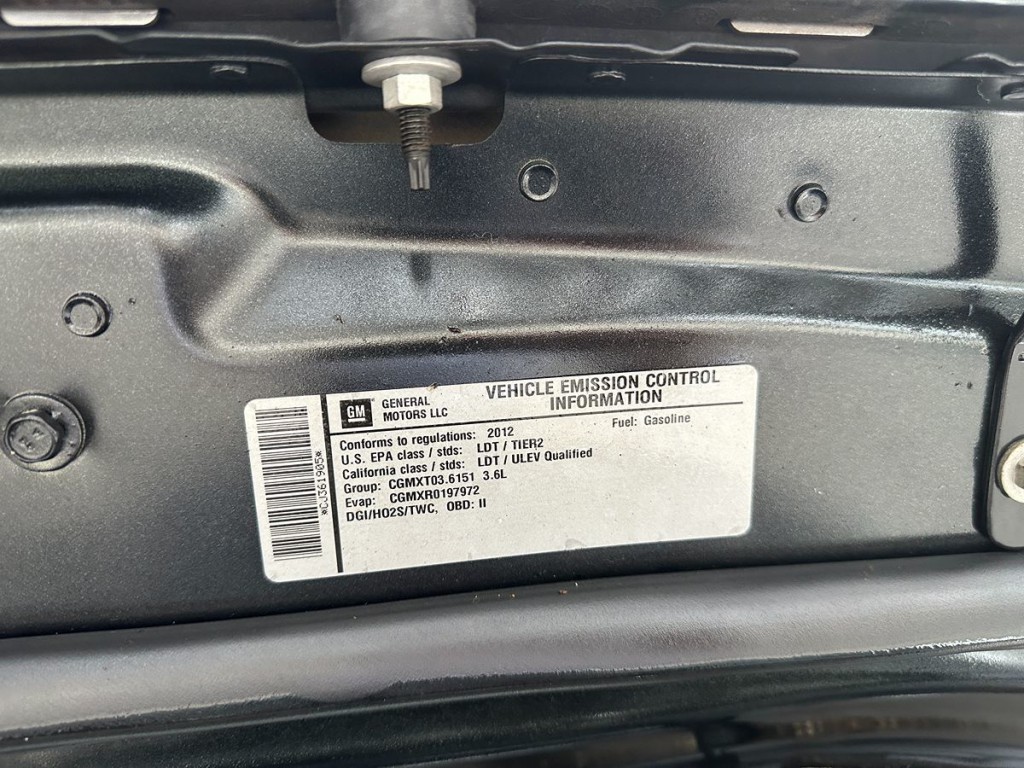 *CJ361905*
GM
GENERAL
MOTORS LLC
VEHICLE EMISSION CONTROL
INFORMATION
Conforms to regulations: 2012
Fuel: Gasoline
U.S. EPA class / stds: LDT / TIER2
California class / stds: LDT / ULEV Qualified
Group: CGMXT03.6151 3.6L
Evap: CGMXR0197972
DGI/HO2S/TWC, OBD: II